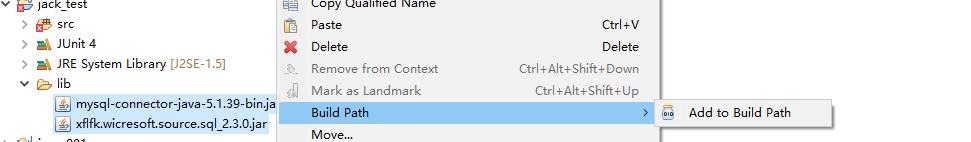 jack_test
src
JUnit 4
JRE System Library [J2SE-1.5]
lib
mysql-connector-java-5.1.39-bin.ja
xflfk.wicresoft.source.sql_2.3.0.jar
Copy Qualified Name
Paste Ctrl+V
Delete Delete
Remove from Context Ctrl+Alt+Shift+Down
Mark as Landmark Ctrl+Alt+Shift+Up
Build Path
Move...
Add to Build Path